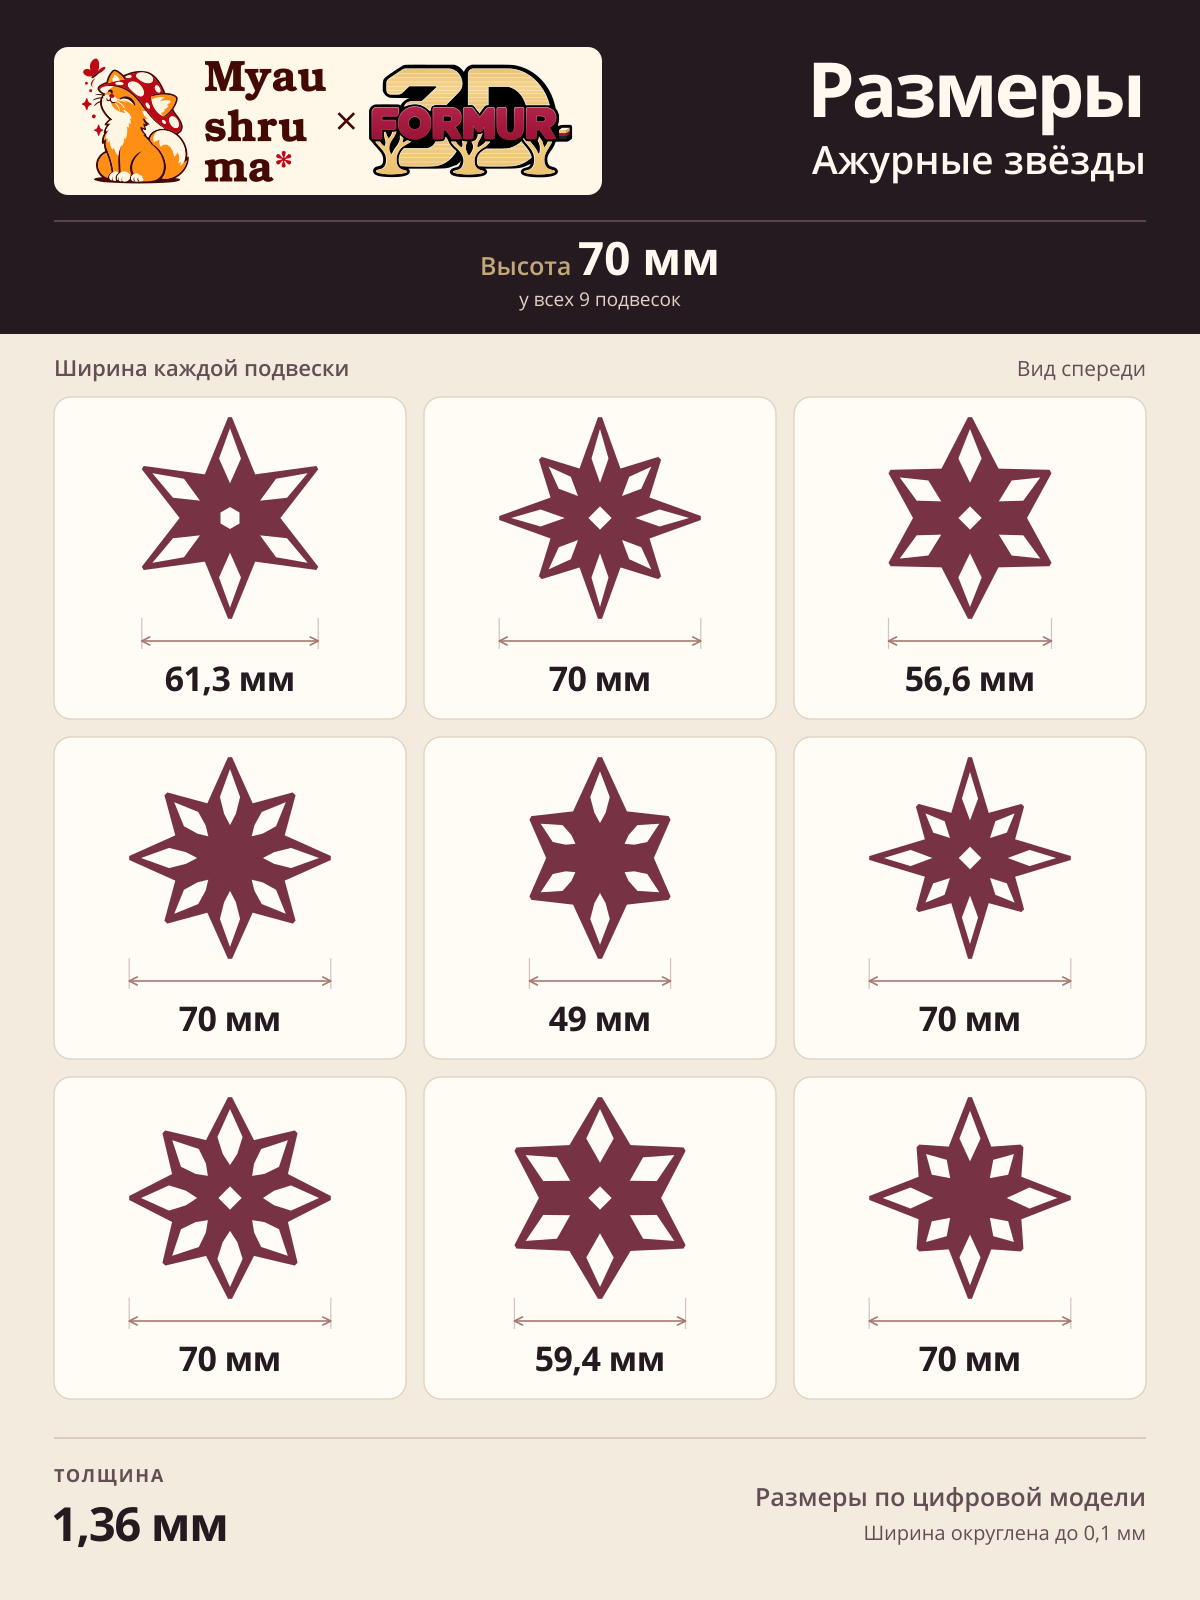 Myau
shru
ma*
×
3D
FORMUR
Размеры
Ажурные звёзды
Высота 70 мм
у всех 9 подвесок
Ширина каждой подвески
Вид спереди
61,3 мм
70 мм
56,6 мм
70 мм
49 мм
70 мм
70 мм
59,4 мм
70 мм
ТОЛЩИНА
1,36 мм
Размеры по цифровой модели
Ширина округлена до 0,1 мм